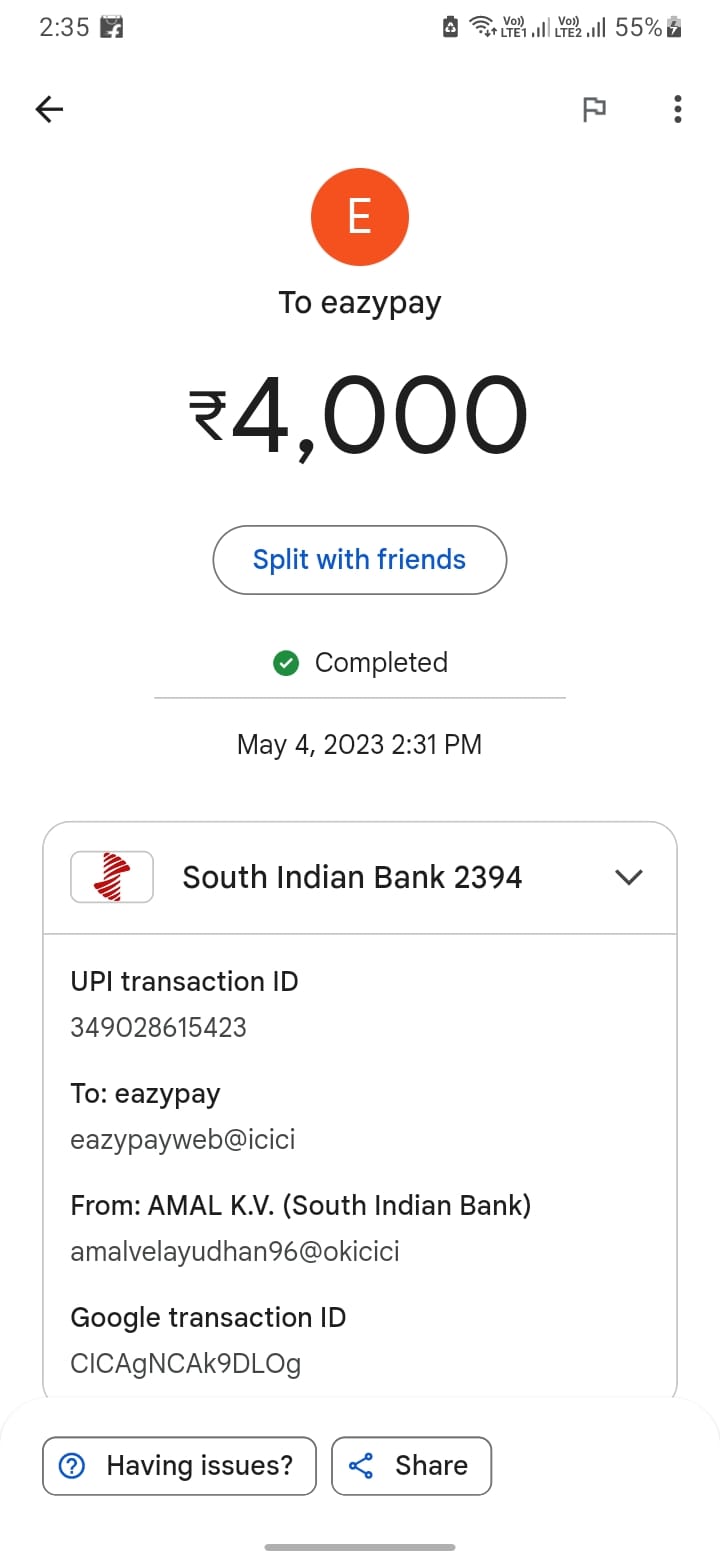 2:35 Vo)) LTE1 Vo)) LTE2 55%
E
To eazypay
₹4,000
Split with friends
Completed
May 4, 2023 2:31 PM
South Indian Bank 2394
UPI transaction ID
349028615423
To: eazypay
eazypayweb@icici
From: AMAL K.V. (South Indian Bank)
amalvelayudhan96@okicici
Google transaction ID
CICAgNCAk9DLOg
Having issues? Share